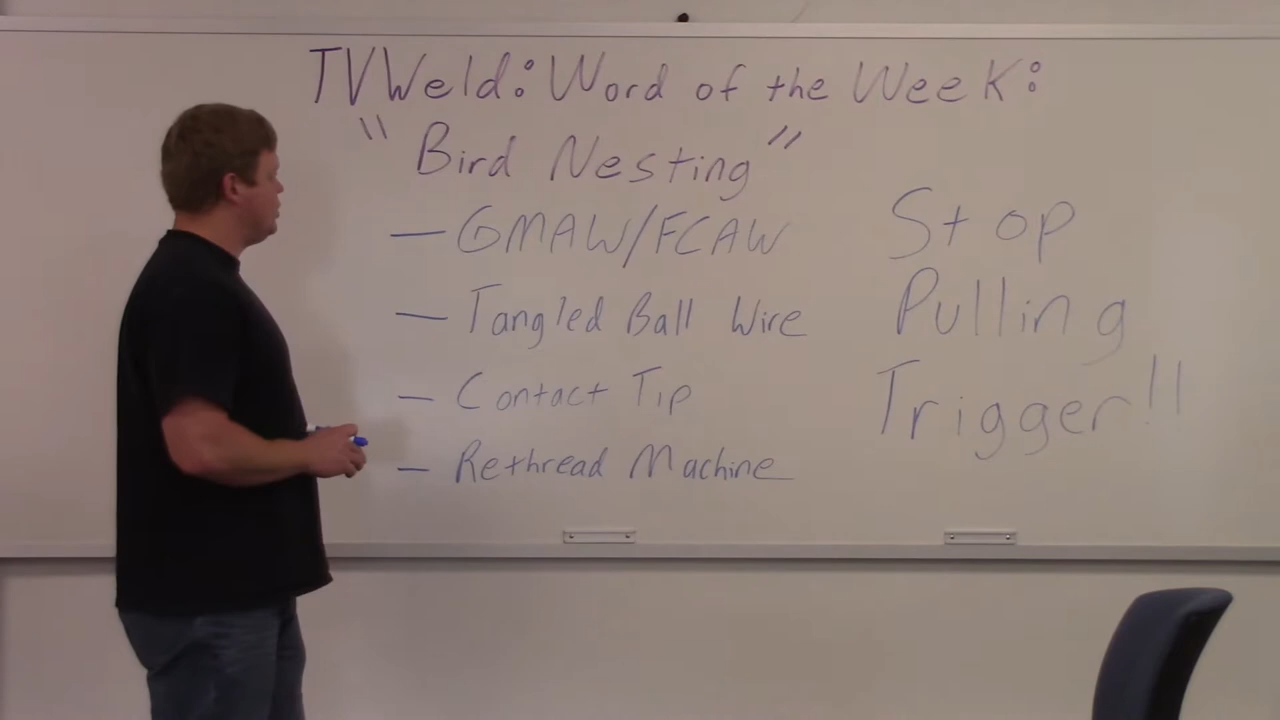 TVWeld: Word of the Week:
"Bird Nesting"
— GMAW/FCAW
— Tangled Ball Wire
— Contact Tip
— Rethread Machine
Stop
Pulling
Trigger!!